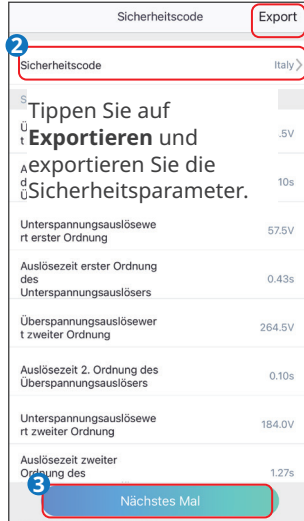 Sicherheitscode
Export
2
Sicherheitscode
Italy
Tippen Sie auf
Exportieren und
exportieren Sie die
Sicherheitsparameter.
.5V
10s
Unterspannungsauslösewe
rt erster Ordnung
57.5V
Auslösezeit erster Ordnung
des
Unterspannungsauslösers
0.43s
Überspannungsauslösewer
t zweiter Ordnung
264.5V
Auslösezeit 2. Ordnung des
Überspannungsauslösers
0.10s
Unterspannungsauslösewe
rt zweiter Ordnung
184.0V
Auslösezeit zweiter
Ordnung des
1.27s
3
Nächstes Mal